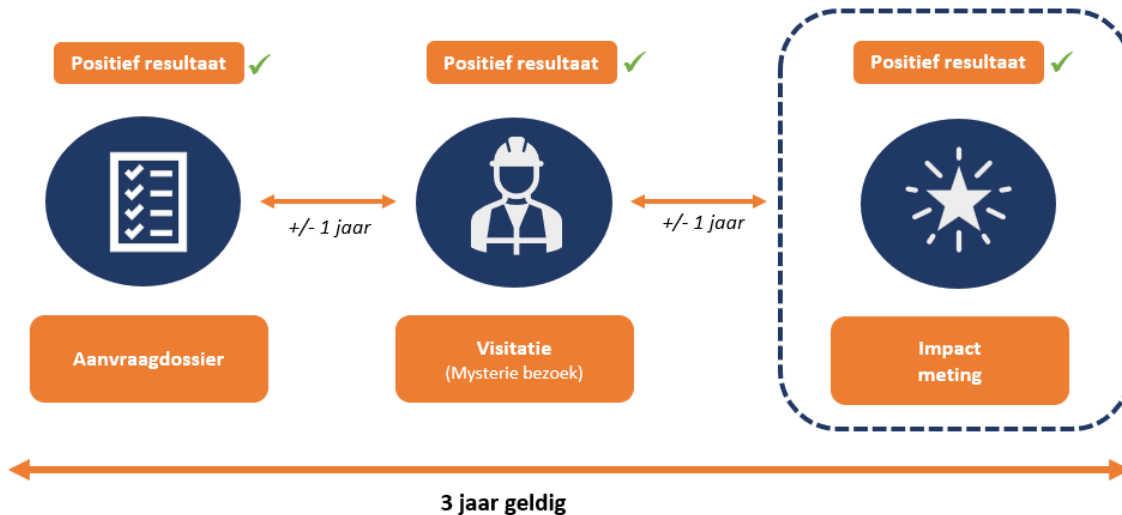 Positief resultaat
Positief resultaat
Positief resultaat
+/- 1 jaar
+/- 1 jaar
Aanvraagdossier
Visitatie
(Mysterie bezoek)
Impact
meting
3 jaar geldig